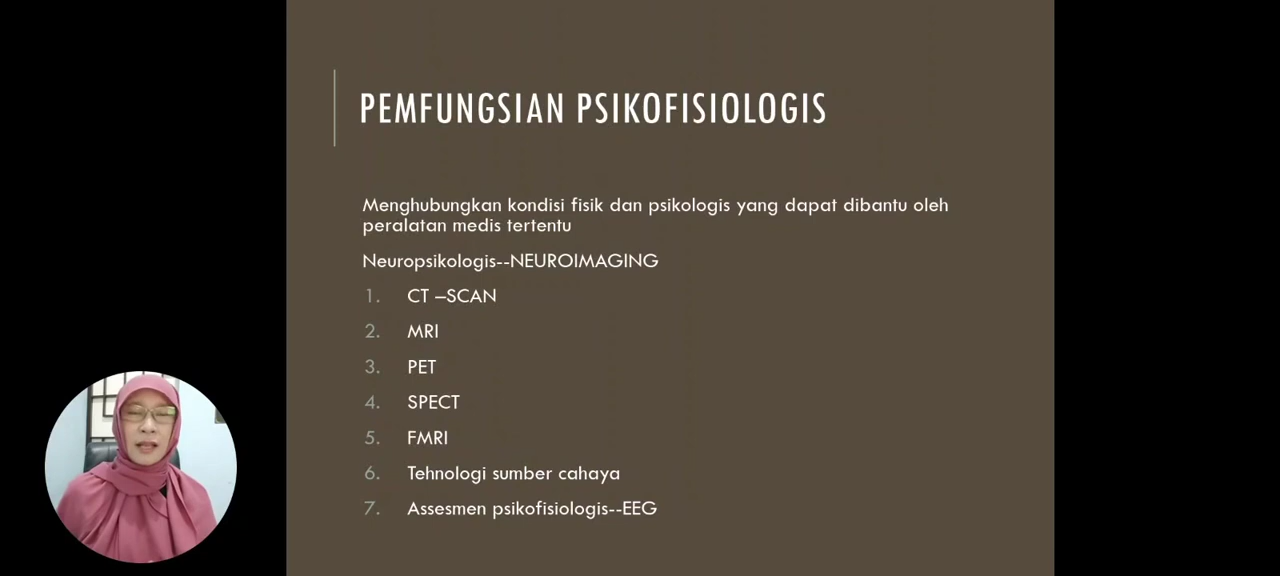 PEMFUNGSIAN PSIKOFISIOLOGIS
Menghubungkan kondisi fisik dan psikologis yang dapat dibantu oleh
peralatan medis tertentu
Neuropsikologis--NEUROIMAGING
1. CT –SCAN
2. MRI
3. PET
4. SPECT
5. FMRI
6. Tehnologi sumber cahaya
7. Assesmen psikofisiologis--EEG